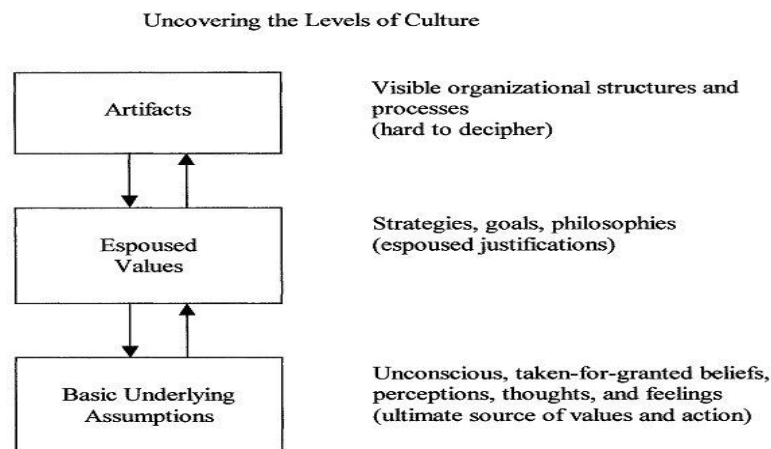 Uncovering the Levels of Culture
Artifacts
Visible organizational structures and
processes
(hard to decipher)
Espoused
Values
Strategies, goals, philosophies
(espoused justifications)
Basic Underlying
Assumptions
Unconscious, taken-for-granted beliefs,
perceptions, thoughts, and feelings
(ultimate source of values and action)